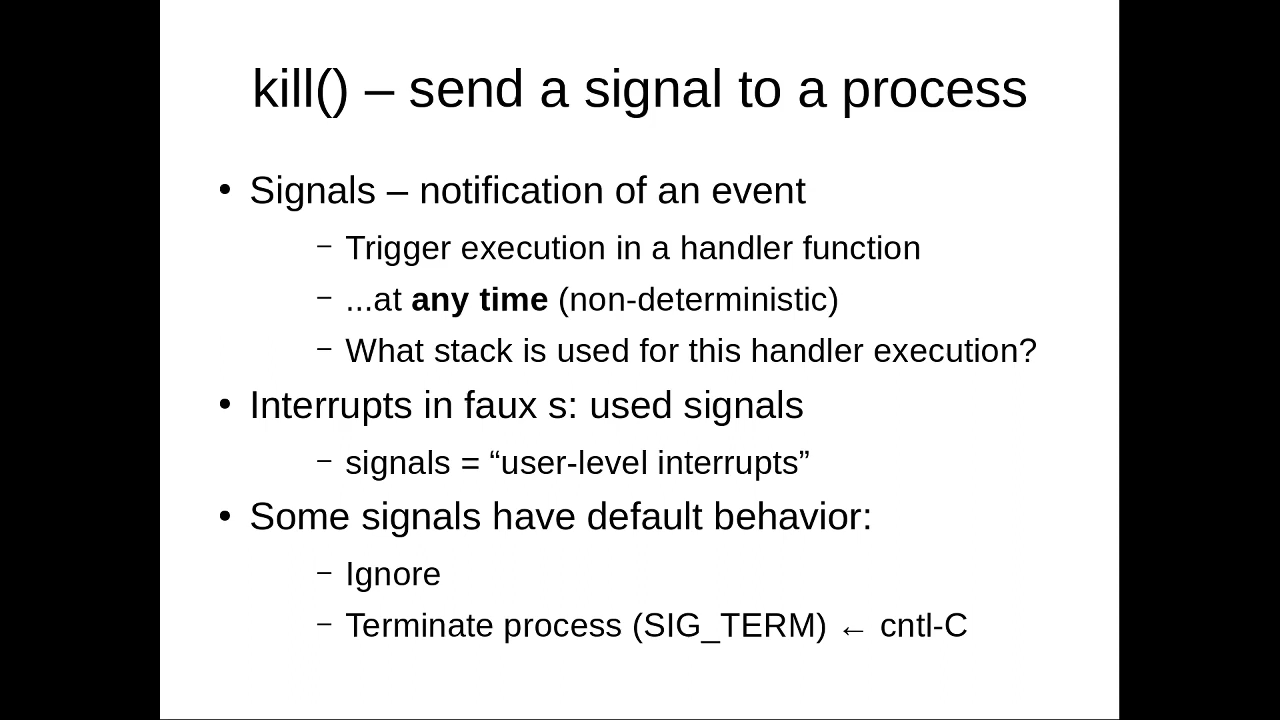 kill() – send a signal to a process
• Signals – notification of an event
– Trigger execution in a handler function
– ...at any time (non-deterministic)
– What stack is used for this handler execution?
• Interrupts in faux s: used signals
– signals = “user-level interrupts”
• Some signals have default behavior:
– Ignore
– Terminate process (SIG_TERM) ← cntl-C